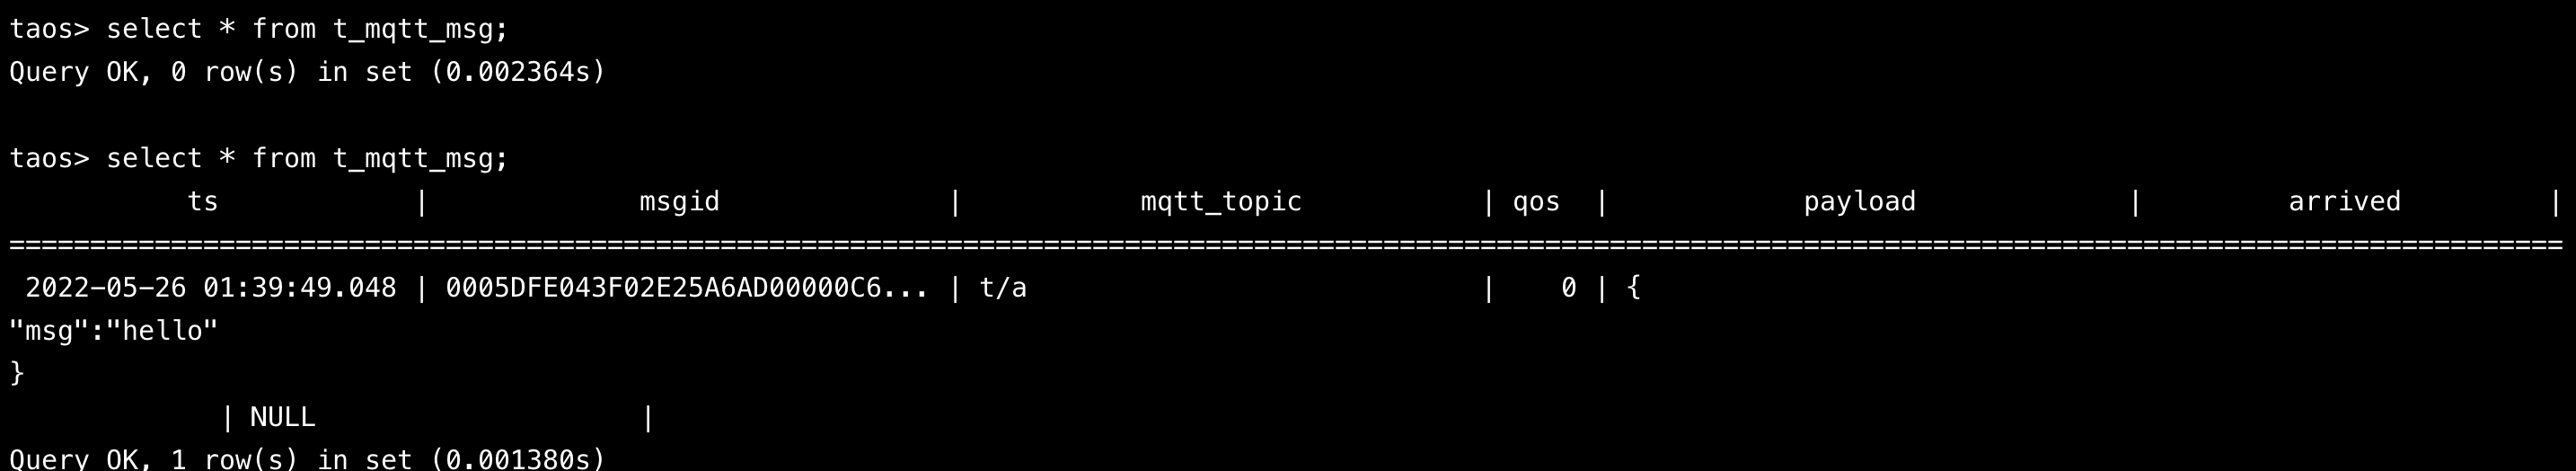 taos> select * from t_mqtt_msg;
Query OK, 0 row(s) in set (0.002364s)
taos> select * from t_mqtt_msg;
ts | msgid | mqtt_topic | qos | payload | arrived |
==============================================================================================================================================================
2022-05-26 01:39:49.048 | 0005DFE043F02E25A6AD00000C6... | t/a | 0 | {
"msg":"hello"
}
| NULL |
Query OK, 1 row(s) in set (0.001380s)